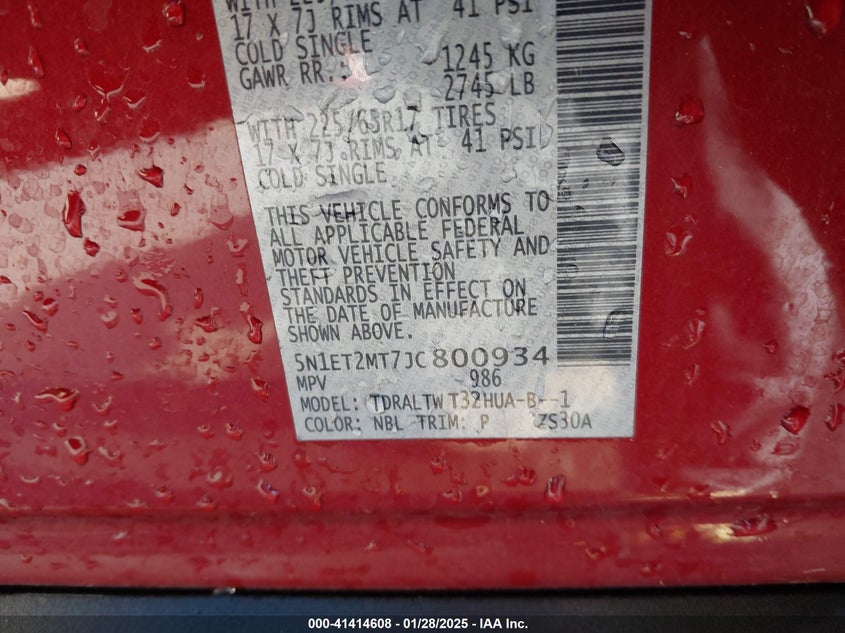 17 X 7J RIMS AT 41 PSI
COLD SINGLE
GAWR RR.: 1245 KG
2745 LB
WITH 225/65R17 TIRES
17 X 7J RIMS AT 41 PSI
COLD SINGLE
THIS VEHICLE CONFORMS TO
ALL APPLICABLE FEDERAL
MOTOR VEHICLE SAFETY AND
THEFT PREVENTION
STANDARDS IN EFFECT ON
THE DATE OF MANUFACTURE
SHOWN ABOVE.
5N1ET2MT7JC800934
MPV 986
MODEL: TDRALTW T32HUA-B--1
COLOR: NBL TRIM: P ZS30A
000-41414608 - 01/28/2025 - IAA Inc.